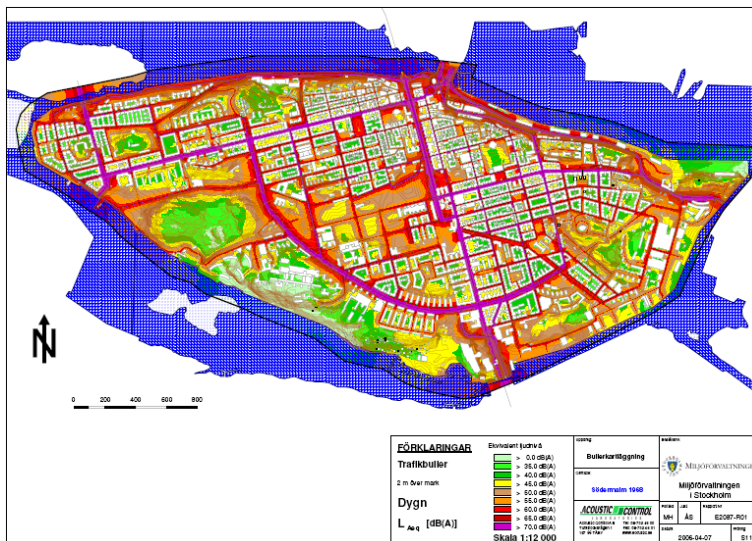 N
0 200 400 600 800
FÖRKLARINGAR
Trafikbuller
2 m över mark
Dygn
L Aeq [dB(A)]
Ekvivalent ljudnivå
> 0.0 dB(A)
> 35.0 dB(A)
> 40.0 dB(A)
> 45.0 dB(A)
> 50.0 dB(A)
> 55.0 dB(A)
> 60.0 dB(A)
> 65.0 dB(A)
> 70.0 dB(A)
Skala 1:12 000
Bullerkartläggning
Södermalm 1968
ACOUSTIC CONTROL
MILJÖFÖRVALTNINGEN
Miljöförvaltningen
i Stockholm
MH ÅS E2087-R01
2006-04-07